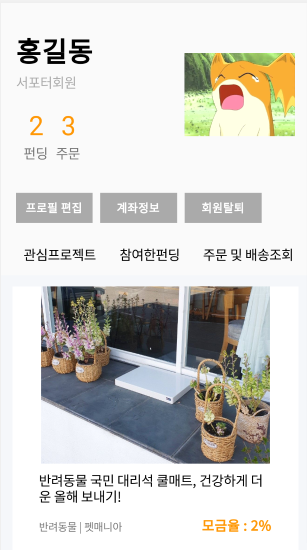 홍길동
서포터회원
2 3
펀딩 주문
프로필 편집 계좌정보 회원탈퇴
관심프로젝트 참여한펀딩 주문 및 배송조회
반려동물 국민 대리석 쿨매트, 건강하게 더
운 올해 보내기!
반려동물 | 펫매니아 모금율 : 2%